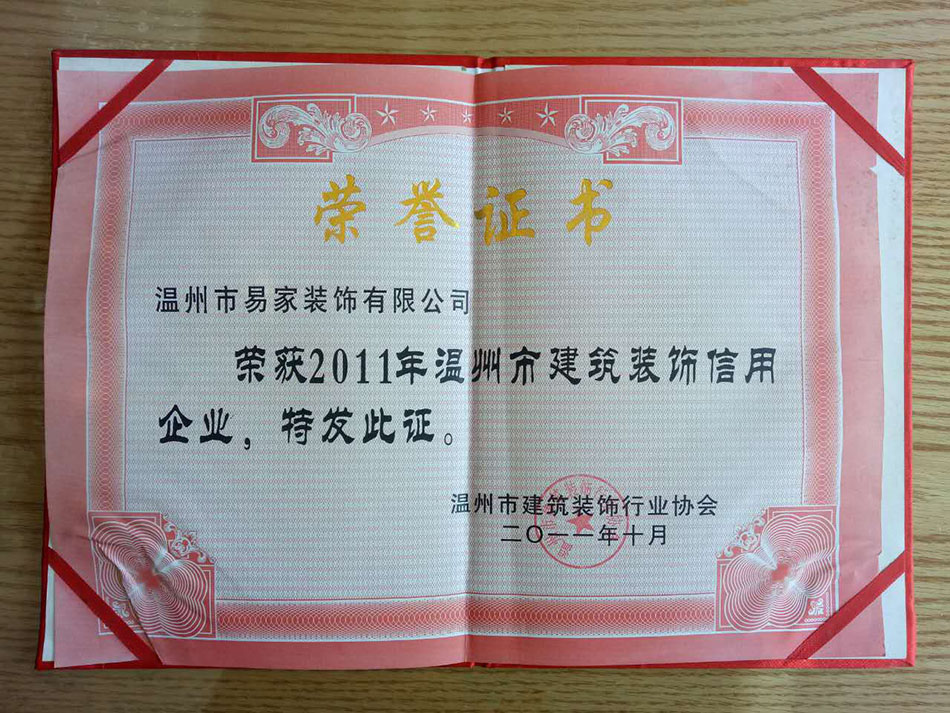 荣誉证书
温州市易家装饰有限公司
荣获2011年温州市建筑装饰信用
企业，特发此证。
温州市建筑装饰行业协会
二〇一一年十月